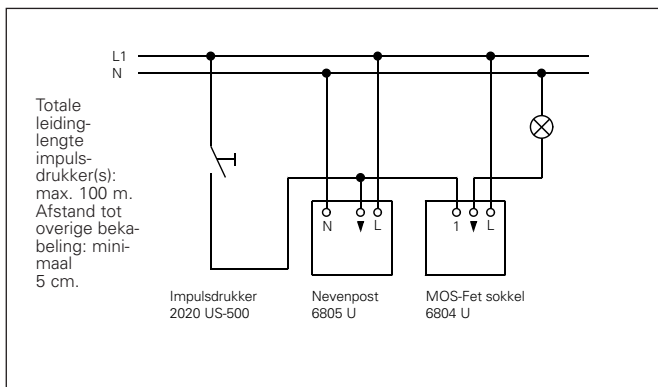 L1
N
Totale
leiding-
lengte
impuls-
drukker(s):
max. 100 m.
Afstand tot
overige beka-
beling: mini-
maal
5 cm.
N
L
1
L
Impulsdrukker
2020 US-500
Nevenpost
6805 U
MOS-Fet sokkel
6804 U